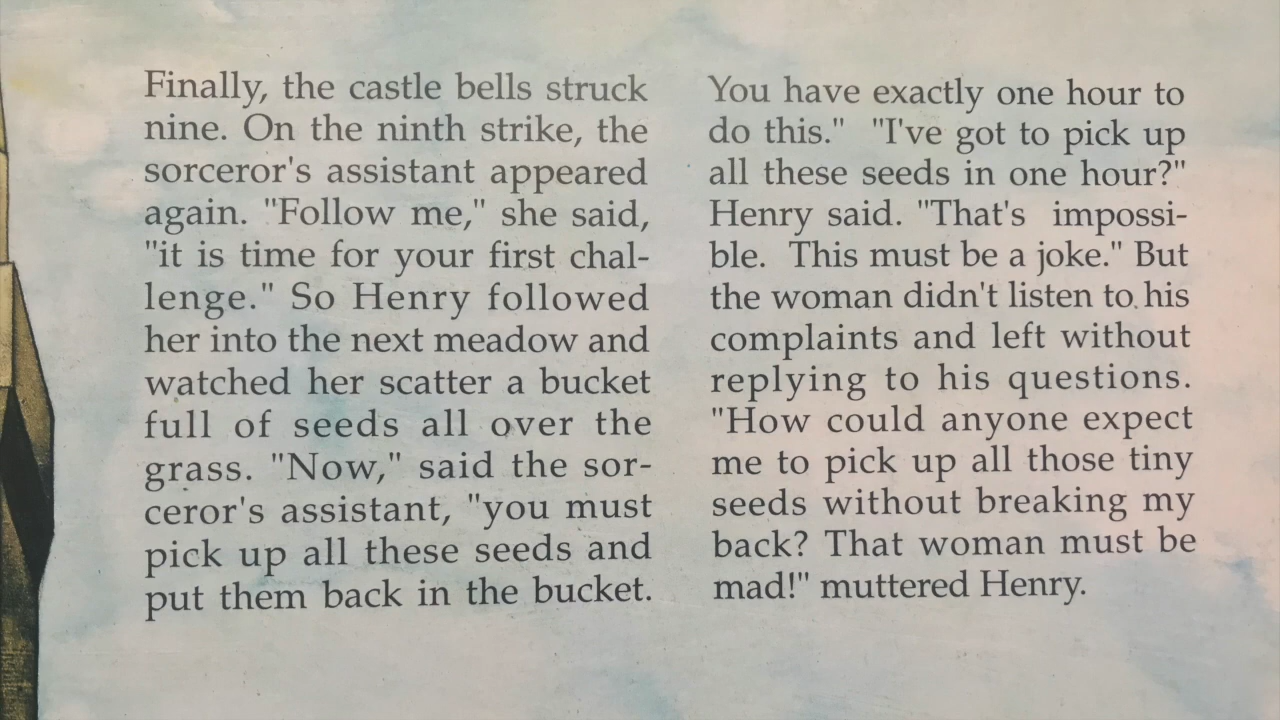 Finally, the castle bells struck
nine. On the ninth strike, the
sorceror's assistant appeared
again. "Follow me," she said,
"it is time for your first chal-
lenge." So Henry followed
her into the next meadow and
watched her scatter a bucket
full of seeds all over the
grass. "Now," said the sor-
ceror's assistant, "you must
pick up all these seeds and
put them back in the bucket.
You have exactly one hour to
do this." "I've got to pick up
all these seeds in one hour?"
Henry said. "That's impossi-
ble. This must be a joke." But
the woman didn't listen to his
complaints and left without
replying to his questions.
"How could anyone expect
me to pick up all those tiny
seeds without breaking my
back? That woman must be
mad!" muttered Henry.